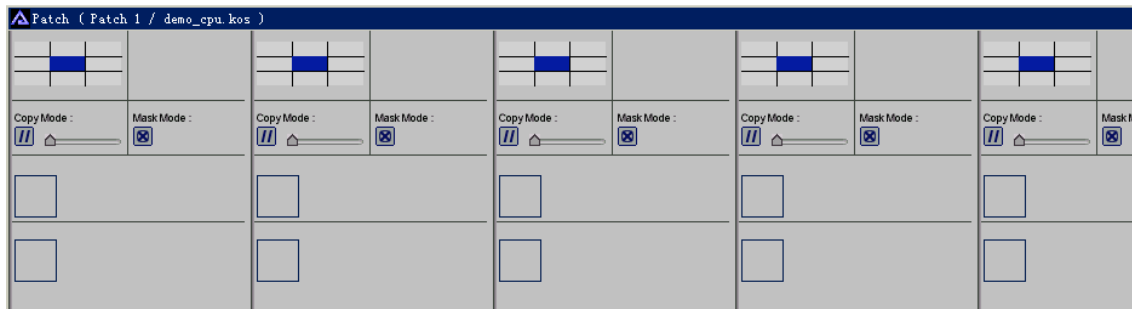 Patch ( Patch 1 / demo_cpu.kos )
Copy Mode : Mask Mode : Copy Mode : Mask Mode : Copy Mode : Mask Mode : Copy Mode : Mask Mode : Copy Mode : Mask M